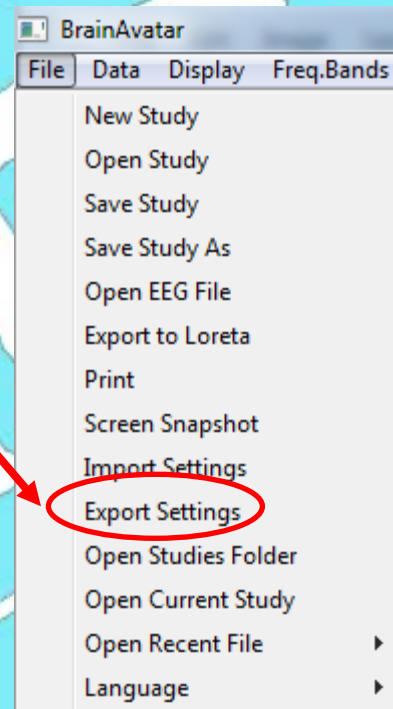 BrainAvatar
File Data Display Freq.Bands
New Study
Open Study
Save Study
Save Study As
Open EEG File
Export to Loreta
Print
Screen Snapshot
Import Settings
Export Settings
Open Studies Folder
Open Current Study
Open Recent File
Language